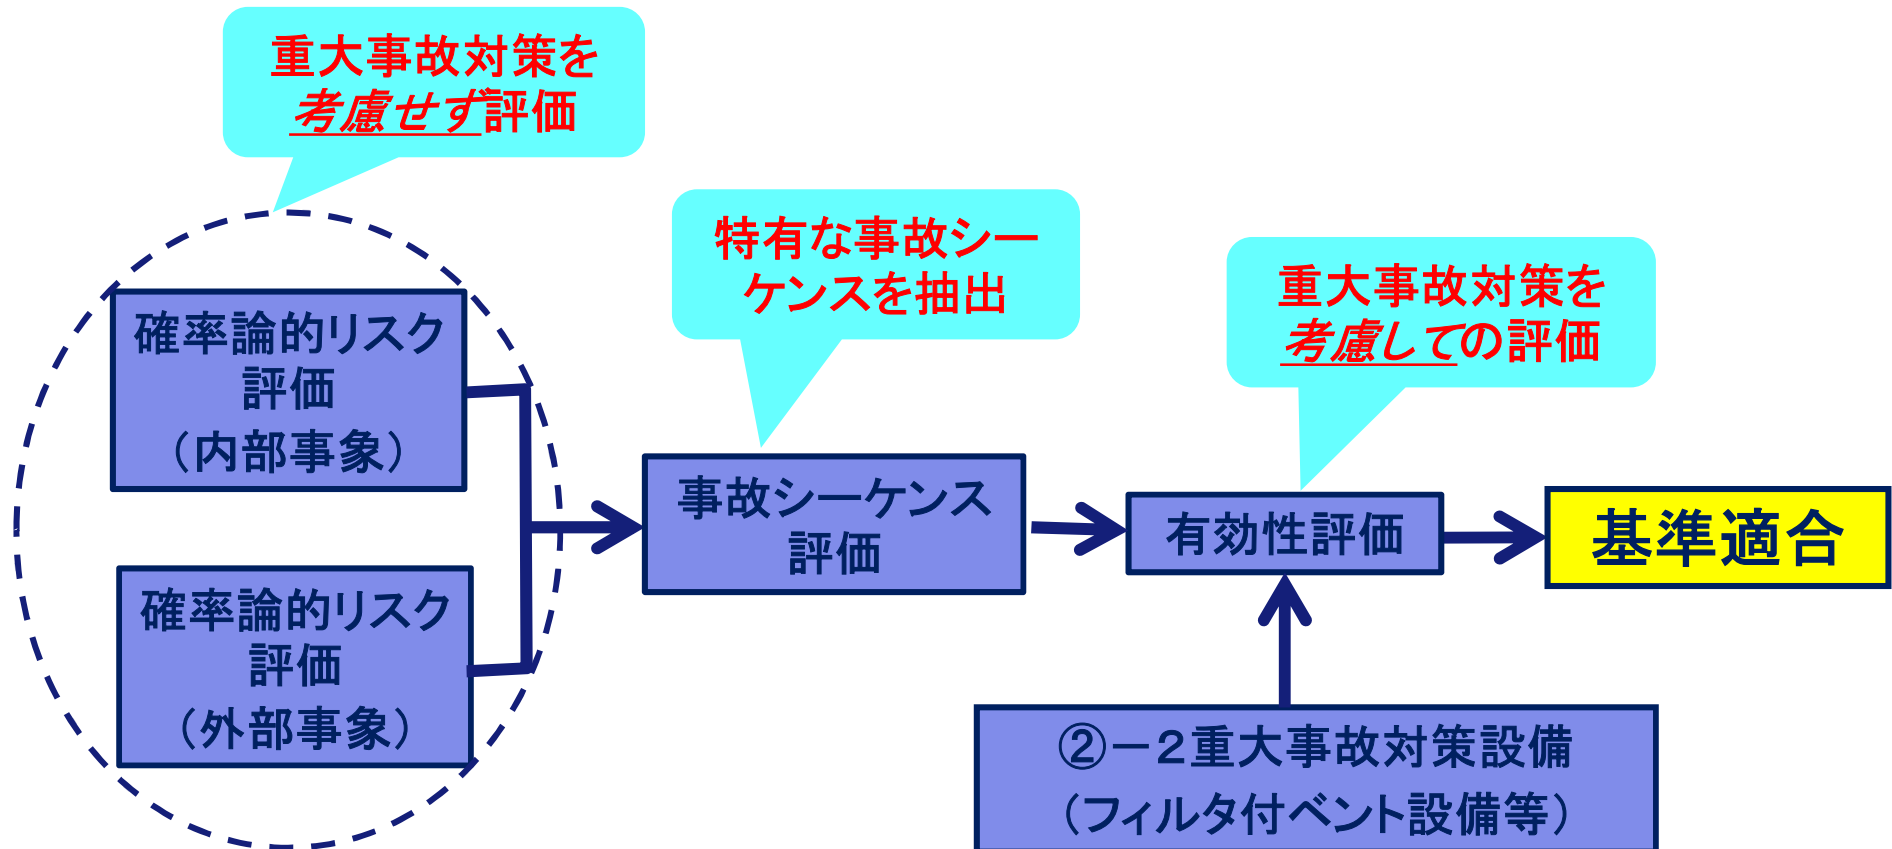 重大事故対策を
考慮せず評価
特有な事故シー
ケンスを抽出
重大事故対策を
考慮しての評価
確率論的リスク
評価
（内部事象）
確率論的リスク
評価
（外部事象）
事故シーケンス
評価
有効性評価
基準適合
②－２重大事故対策設備
（フィルタ付ベント設備等）